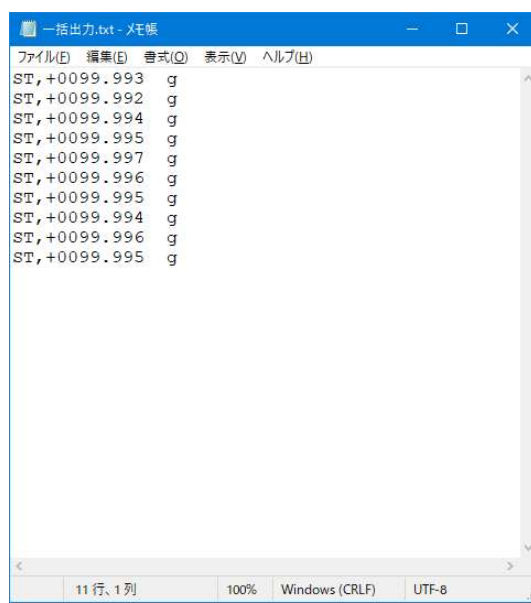 一括出力.txt - メモ帳
ファイル(F) 編集(E) 書式(O) 表示(V) ヘルプ(H)
ST,+0099.993  g
ST,+0099.992  g
ST,+0099.994  g
ST,+0099.995  g
ST,+0099.997  g
ST,+0099.996  g
ST,+0099.995  g
ST,+0099.994  g
ST,+0099.996  g
ST,+0099.995  g
11 行、1 列 100% Windows (CRLF) UTF-8